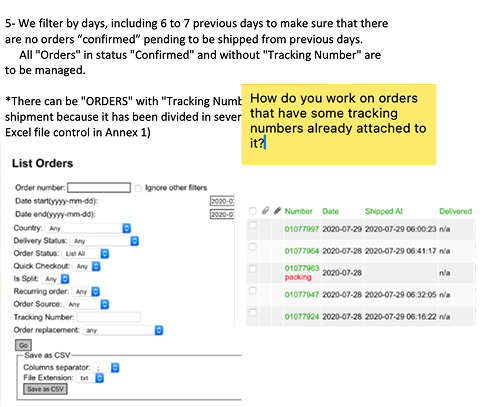 5- We filter by days, including 6 to 7 previous days to make sure that there
are no orders “confirmed” pending to be shipped from previous days.
All "Orders" in status "Confirmed" and without "Tracking Number" are
to be managed.
*There can be "ORDERS" with "Tracking Numb
shipment because it has been divided in sever
Excel file control in Annex 1)
How do you work on orders
that have some tracking
numbers already attached to
it?
List Orders
Order number: Ignore other filters
Date start(yyyy-mm-dd): 2020-0
Date end(yyyy-mm-dd): 2020-0
Country: Any
Delivery Status: Any
Order Status: List All
Quick Checkout: Any
Is Split: Any
Recurring order: Any
Order Source: Any
Tracking Number:
Order replacement: any
Go
Save as CSV
Columns separator: ;
File Extension: txt
Save as CSV
Number Date Shipped At Delivered
01077997 2020-07-29 2020-07-29 06:00:23 n/a
01077964 2020-07-28 2020-07-29 06:41:17 n/a
01077963 2020-07-28 n/a
packing
01077947 2020-07-28 2020-07-29 06:32:05 n/a
01077924 2020-07-28 2020-07-29 06:16:22 n/a